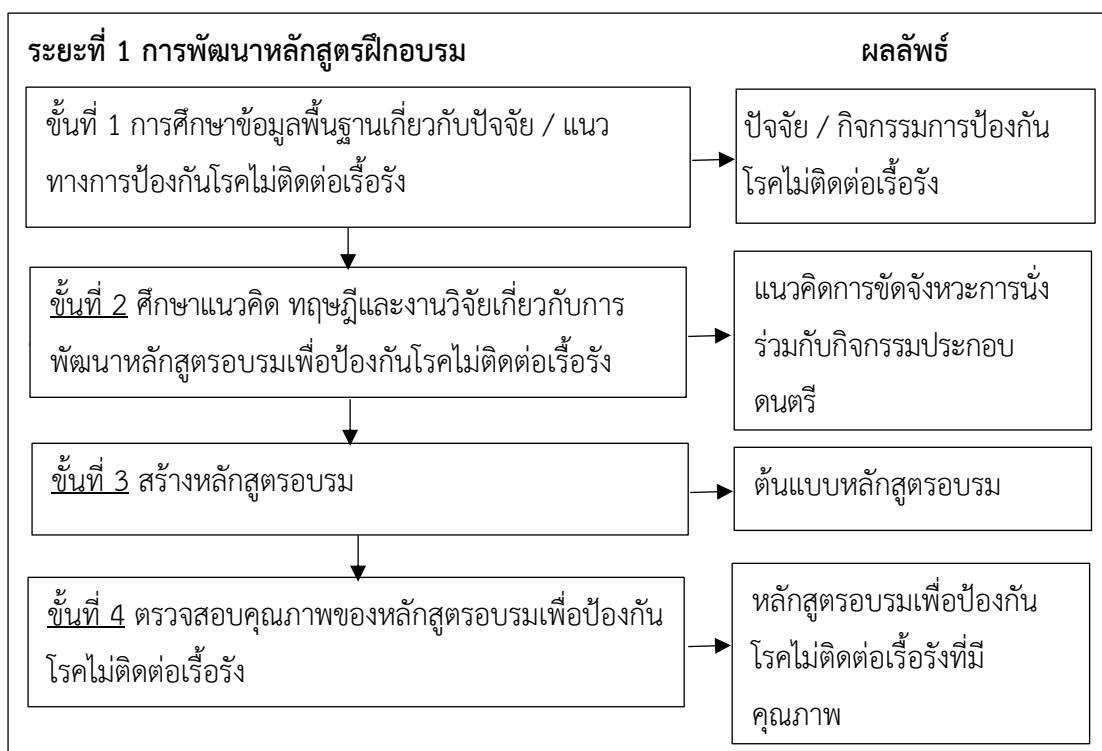 ระยะที่ 1 การพัฒนาหลักสูตรฝึกอบรม
ผลลัพธ์
ขั้นที่ 1 การศึกษาข้อมูลพื้นฐานเกี่ยวกับปัจจัย / แนว
ทางการป้องกันโรคไม่ติดต่อเรื้อรัง
ปัจจัย / กิจกรรมการป้องกัน
โรคไม่ติดต่อเรื้อรัง
ขั้นที่ 2 ศึกษาแนวคิด ทฤษฎีและงานวิจัยเกี่ยวกับการ
พัฒนาหลักสูตรอบรมเพื่อป้องกันโรคไม่ติดต่อเรื้อรัง
แนวคิดการขัดจังหวะการนั่ง
ร่วมกับกิจกรรมประกอบ
ดนตรี
ขั้นที่ 3 สร้างหลักสูตรอบรม
ต้นแบบหลักสูตรอบรม
ขั้นที่ 4 ตรวจสอบคุณภาพของหลักสูตรอบรมเพื่อป้องกัน
โรคไม่ติดต่อเรื้อรัง
หลักสูตรอบรมเพื่อป้องกัน
โรคไม่ติดต่อเรื้อรังที่มี
คุณภาพ